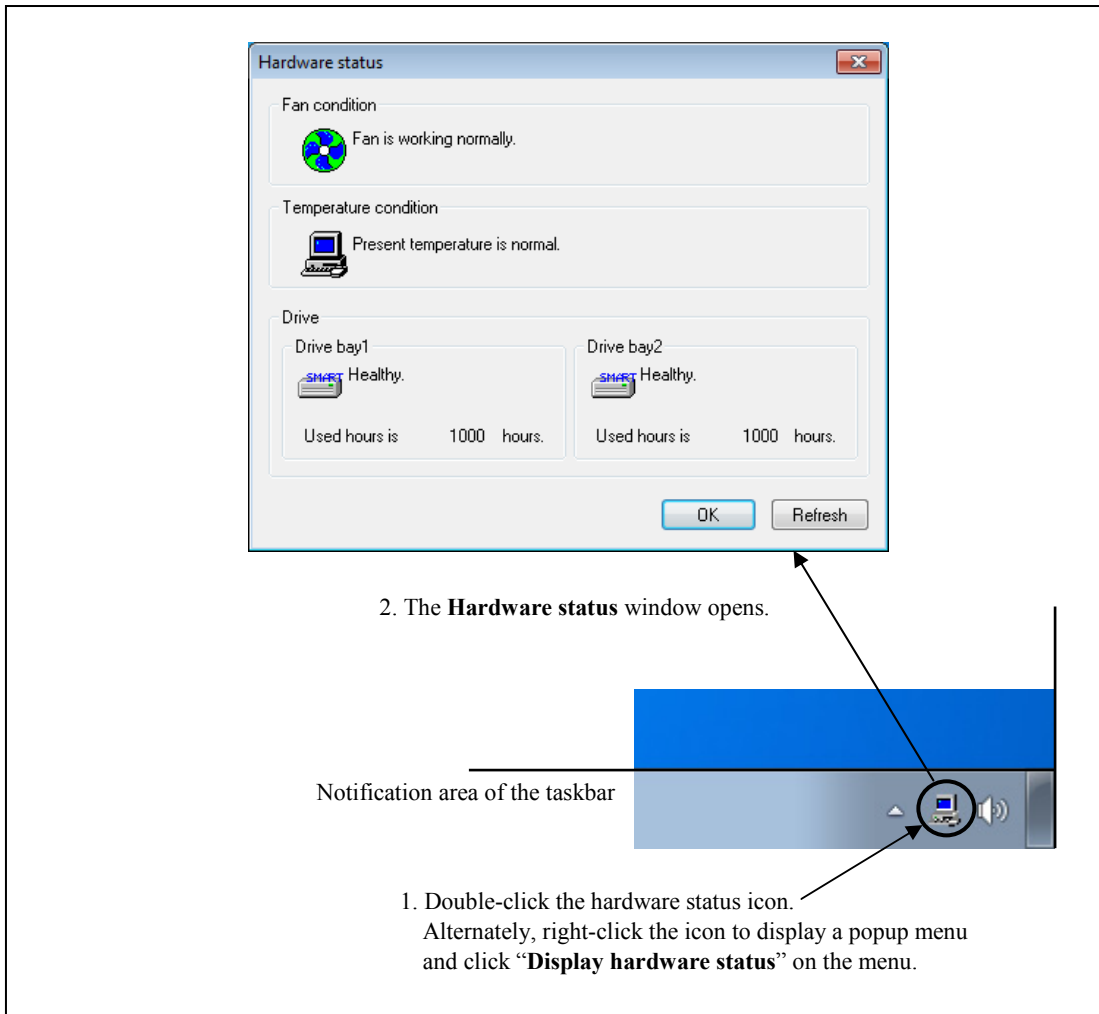 Hardware status
Fan condition
Fan is working normally.
Temperature condition
Present temperature is normal.
Drive
Drive bay1
SMART Healthy.
Used hours is 1000 hours.
Drive bay2
SMART Healthy.
Used hours is 1000 hours.
OK Refresh
2. The Hardware status window opens.
Notification area of the taskbar
1. Double-click the hardware status icon.
Alternately, right-click the icon to display a popup menu
and click “Display hardware status” on the menu.